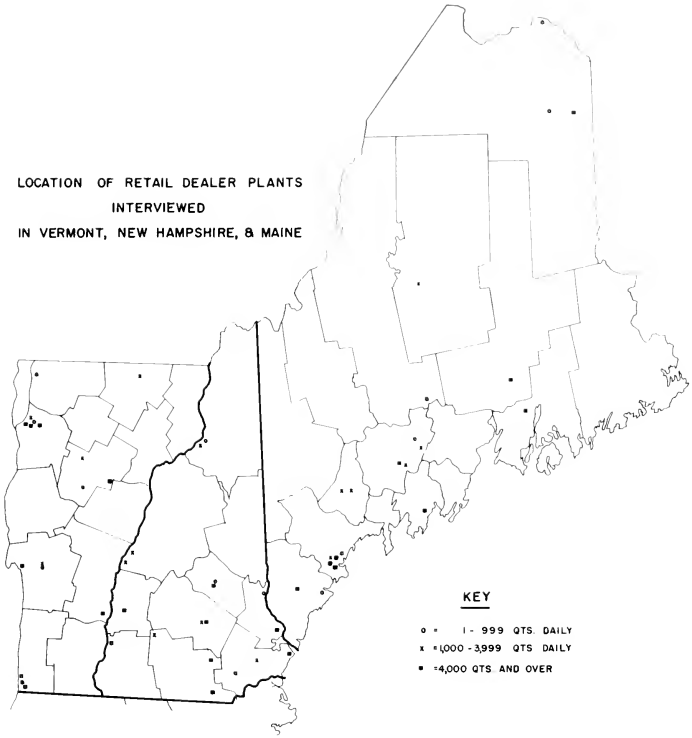 LOCATION OF RETAIL DEALER PLANTS
INTERVIEWED
IN VERMONT, NEW HAMPSHIRE, & MAINE
KEY
o = 1 - 999 QTS. DAILY
x = 1,000 - 3,999 QTS DAILY
■ = 4,000 QTS. AND OVER